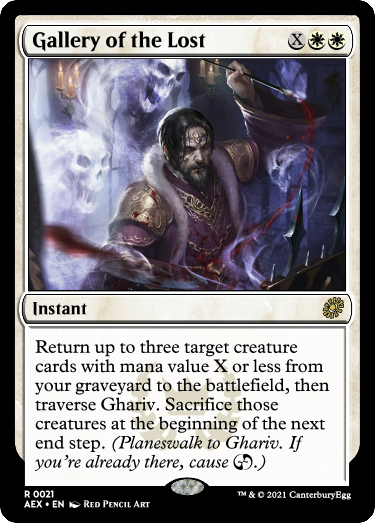 Gallery of the Lost X
Instant
Return up to three target creature
cards with mana value X or less from
your graveyard to the battlefield, then
traverse Ghariv. Sacrifice those
creatures at the beginning of the next
end step. (Planeswalk to Ghariv. If
you're already there, cause .)
R 0021
AEX • EN Red Pencil Art
™ & © 2021 CanterburyEgg